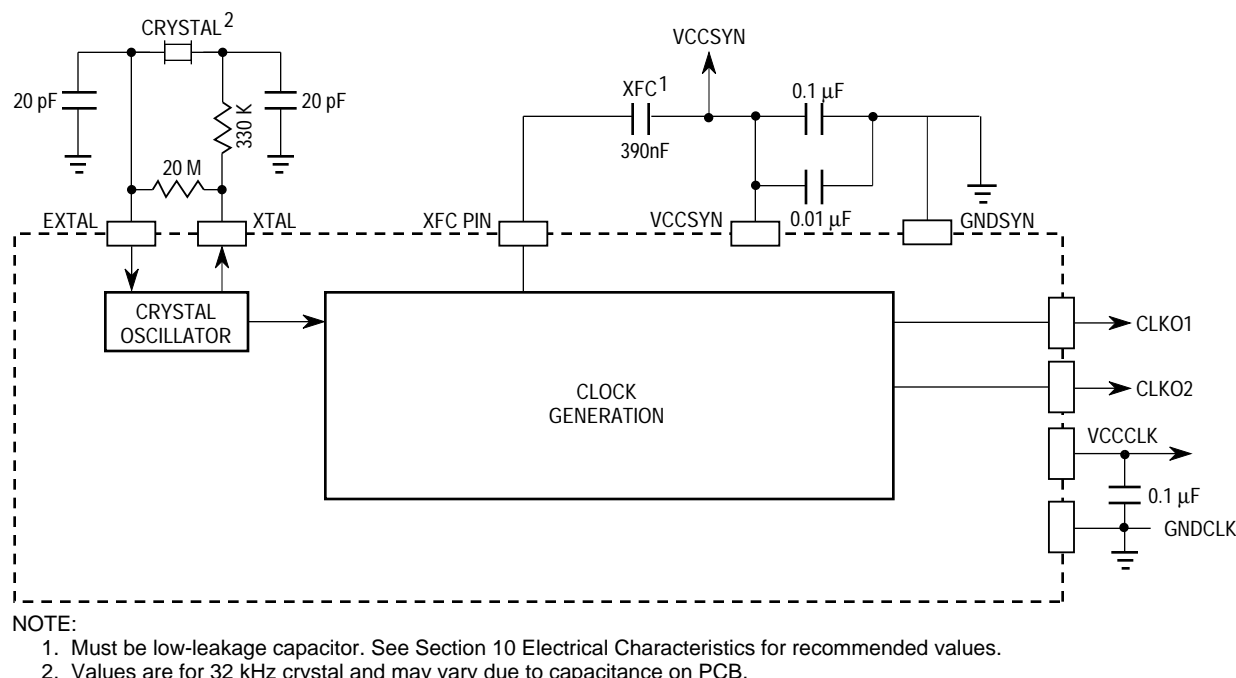 CRYSTAL2
VCCSYN
20 pF
20 pF
330 K
XFC1
0.1 µF
390nF
20 M
0.01 µF
EXTAL
XTAL
XFC PIN
VCCSYN
GNDSYN
CRYSTAL
OSCILLATOR
CLOCK
GENERATION
CLKO1
CLKO2
VCCCLK
0.1 µF
GNDCLK
NOTE:
1. Must be low-leakage capacitor. See Section 10 Electrical Characteristics for recommended values.
2. Values are for 32 kHz crystal and may vary due to capacitance on PCB.